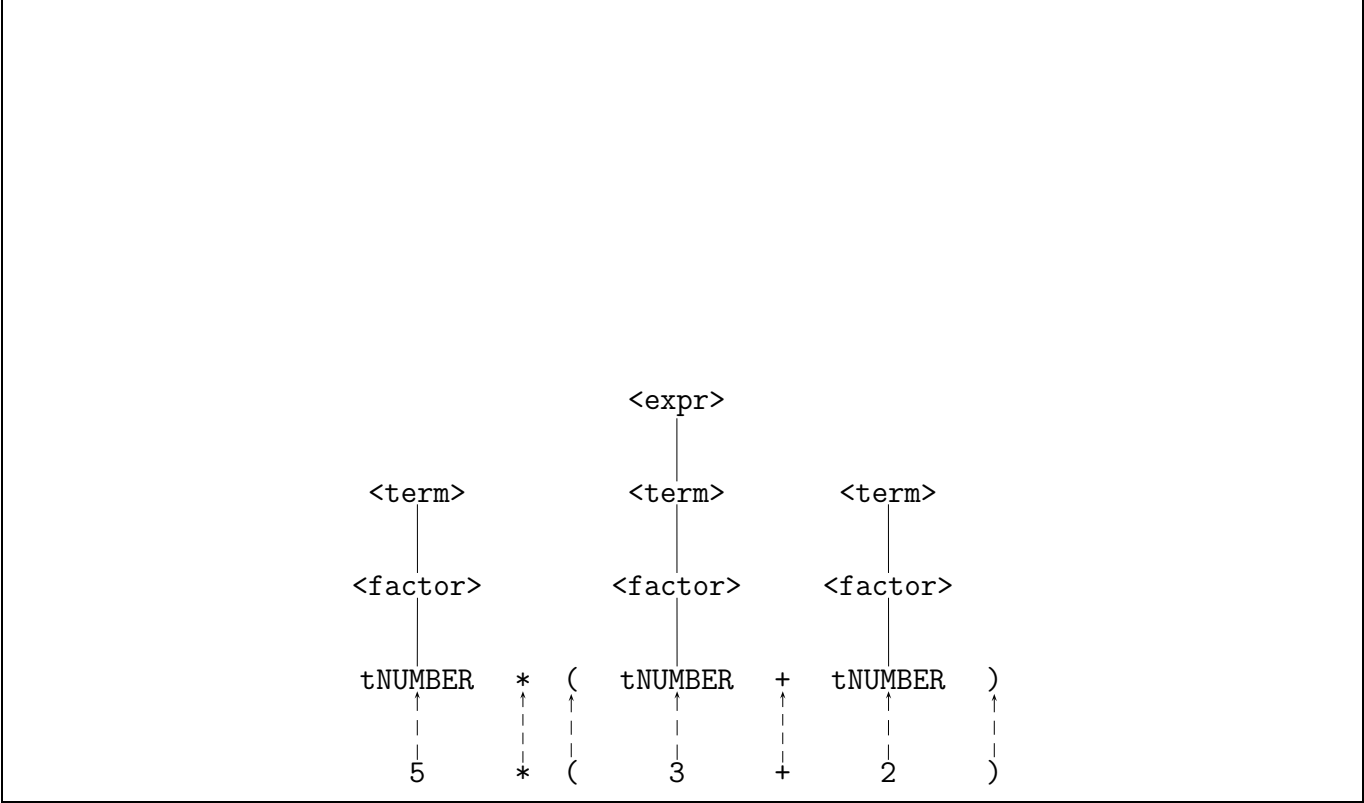 <expr>
<term> <term> <term>
<factor> <factor> <factor>
tNUMBER * ( tNUMBER + tNUMBER )
5 * ( 3 + 2 )